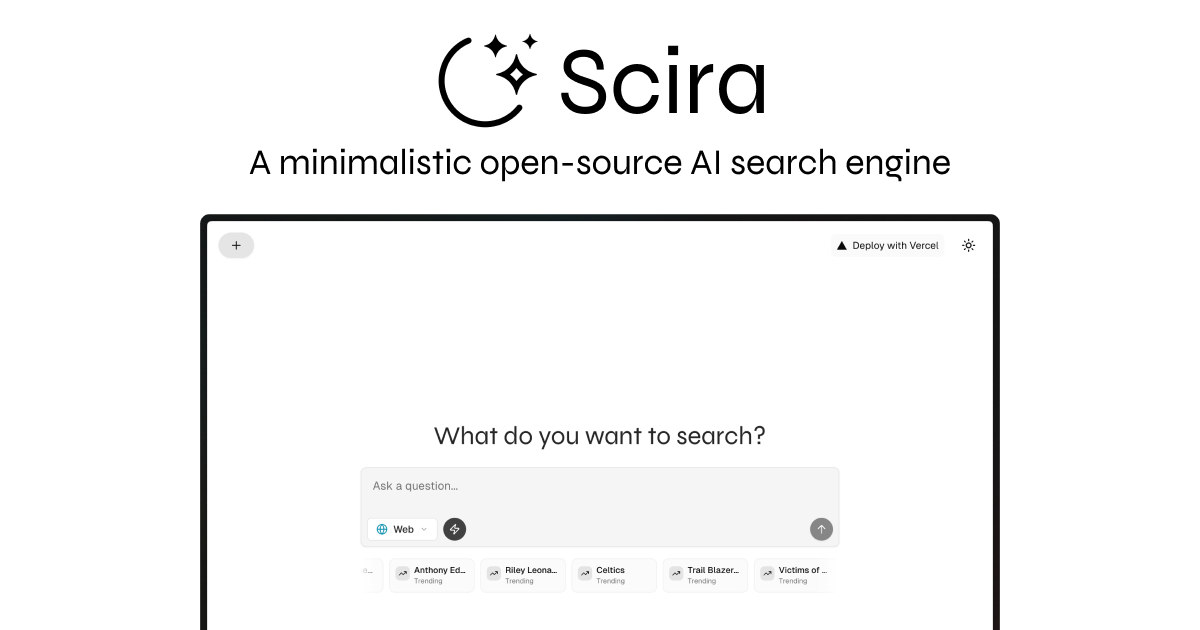 Scira
A minimalistic open-source AI search engine
+
Deploy with Vercel
What do you want to search?
Ask a question...
Web
Anthony Ed...
Trending
Riley Leona...
Trending
Celtics
Trending
Trail Blazer...
Trending
Victims of ...
Trending